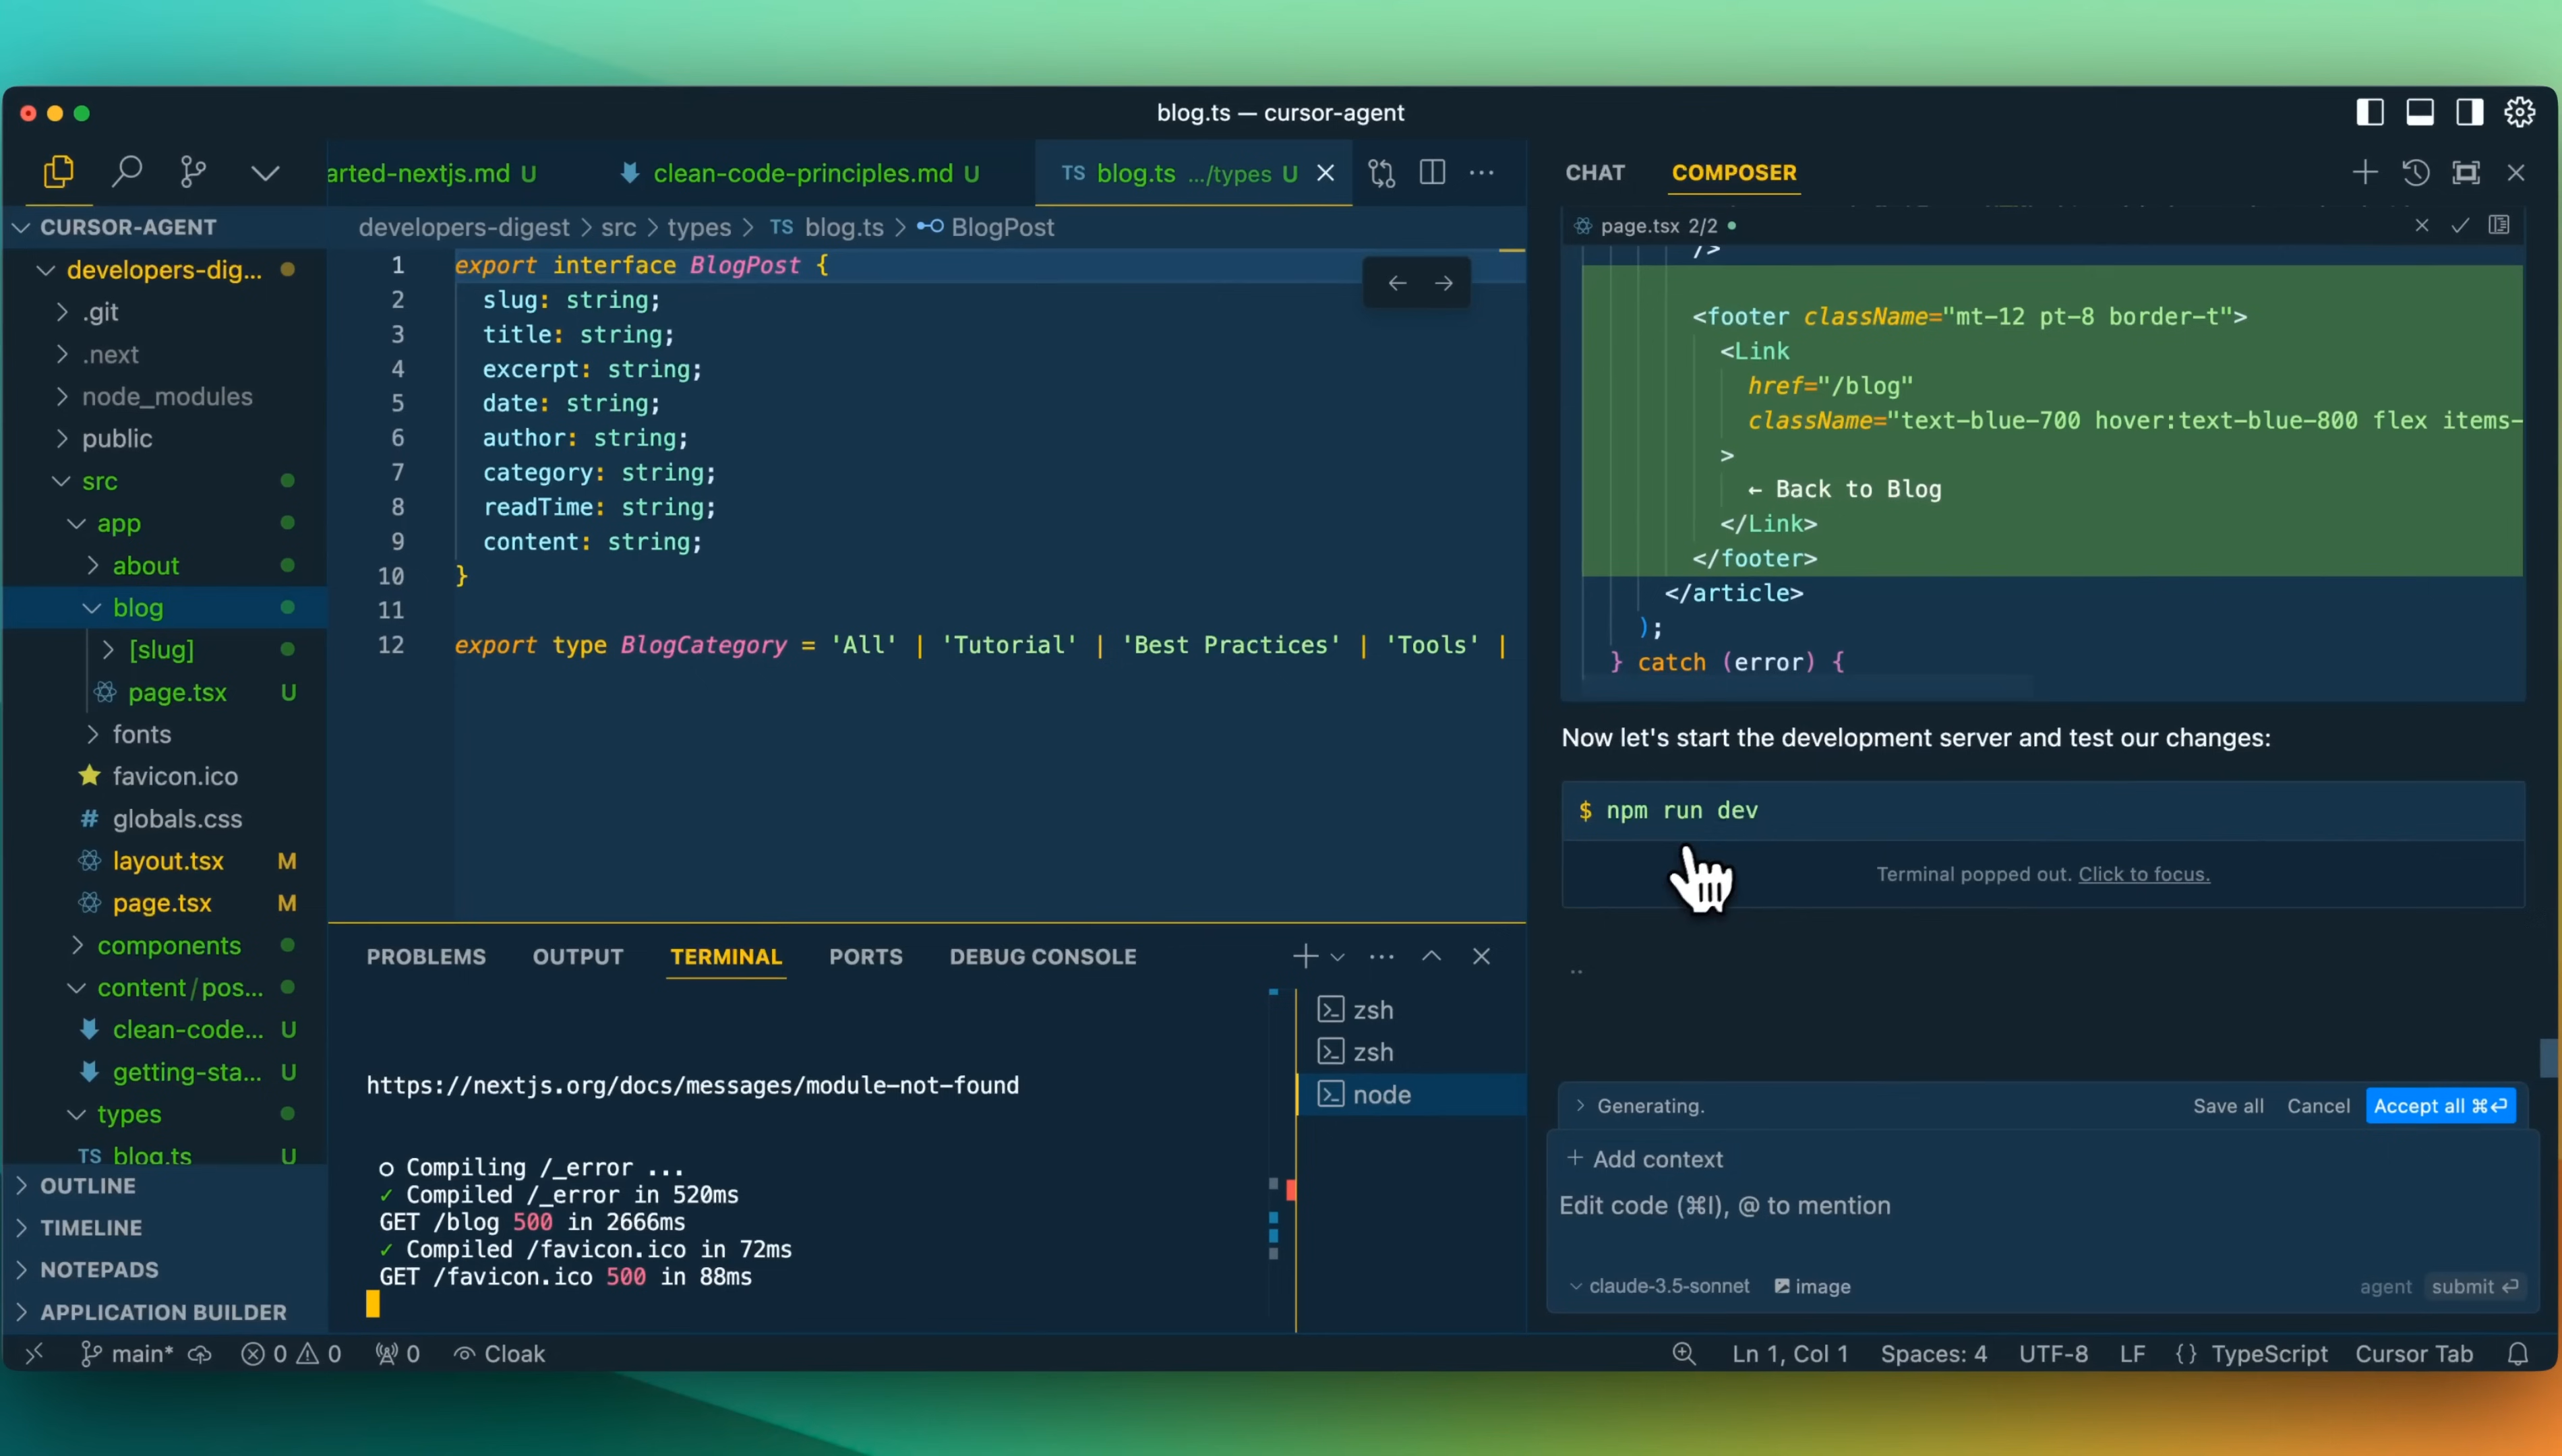 blog.ts — cursor-agent
arted-nextjs.md U
clean-code-principles.md U
TS blog.ts .../types U
CHAT
COMPOSER
CURSOR-AGENT
developers-dig...
.git
.next
node_modules
public
src
app
about
blog
[slug]
page.tsx U
fonts
favicon.ico
# globals.css
layout.tsx M
page.tsx M
components
content/pos...
clean-code... U
getting-sta... U
types
TS blog.ts U
OUTLINE
TIMELINE
NOTEPADS
APPLICATION BUILDER
developers-digest > src > types > TS blog.ts > BlogPost
1 export interface BlogPost {
2 slug: string;
3 title: string;
4 excerpt: string;
5 date: string;
6 author: string;
7 category: string;
8 readTime: string;
9 content: string;
10 }
11
12 export type BlogCategory = 'All' | 'Tutorial' | 'Best Practices' | 'Tools' |
PROBLEMS OUTPUT TERMINAL PORTS DEBUG CONSOLE
https://nextjs.org/docs/messages/module-not-found
○ Compiling /_error ...
✓ Compiled /_error in 520ms
GET /blog 500 in 2666ms
✓ Compiled /favicon.ico in 72ms
GET /favicon.ico 500 in 88ms
zsh
zsh
node
page.tsx 2/2
/>
<footer className="mt-12 pt-8 border-t">
<Link
href="/blog"
className="text-blue-700 hover:text-blue-800 flex items-
>
← Back to Blog
</Link>
</footer>
</article>
);
} catch (error) {
Now let's start the development server and test our changes:
$ npm run dev
Terminal popped out. Click to focus.
..
Generating.
Save all Cancel Accept all ⌘⏎
+ Add context
Edit code (⌘I), @ to mention
claude-3.5-sonnet image
agent submit ⏎
main* 0 0 0 Cloak
Ln 1, Col 1 Spaces: 4 UTF-8 LF {} TypeScript Cursor Tab